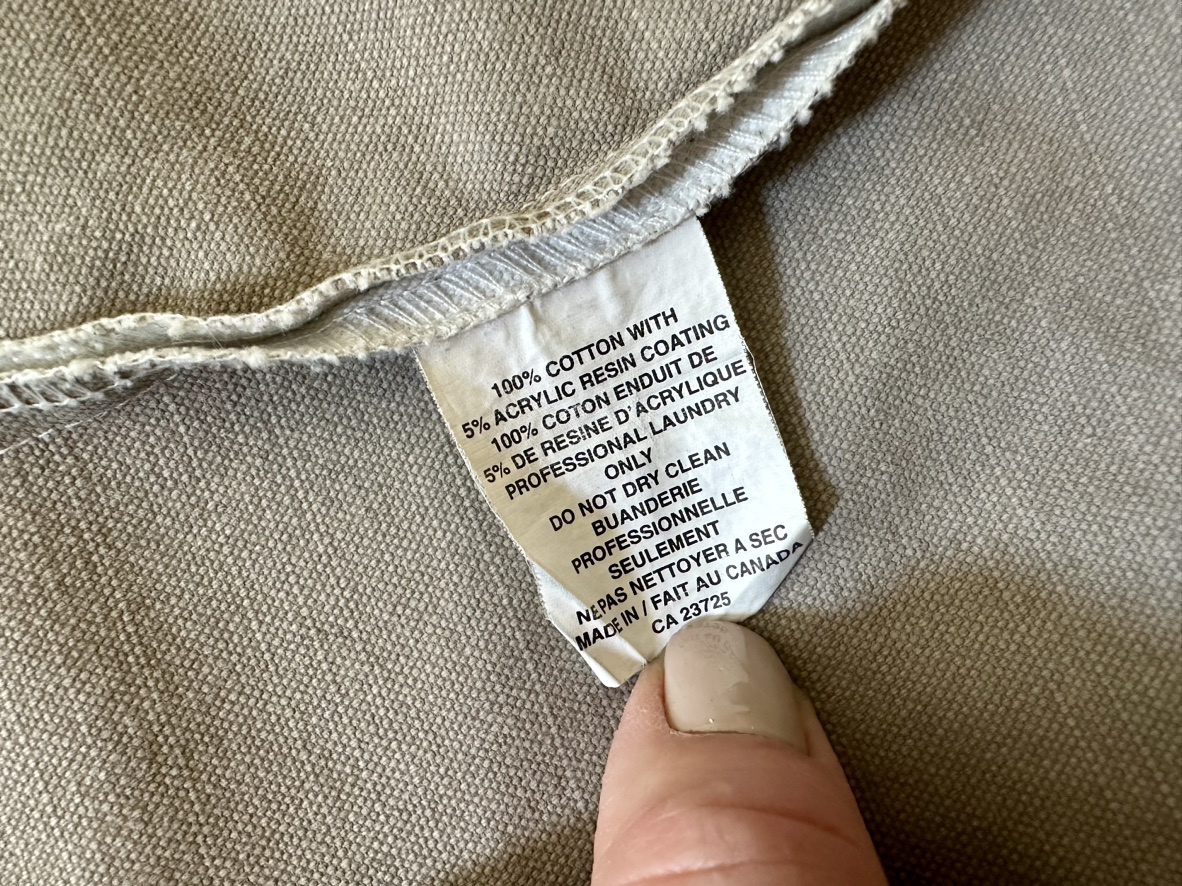 100% COTTON WITH
5% ACRYLIC RESIN COATING
100% COTON ENDUIT DE
5% DE RESINE D'ACRYLIQUE
PROFESSIONAL LAUNDRY
ONLY
DO NOT DRY CLEAN
BUANDERIE
PROFESSIONNELLE
SEULEMENT
NE PAS NETTOYER A SEC
MADE IN / FAIT AU CANADA
CA 23725